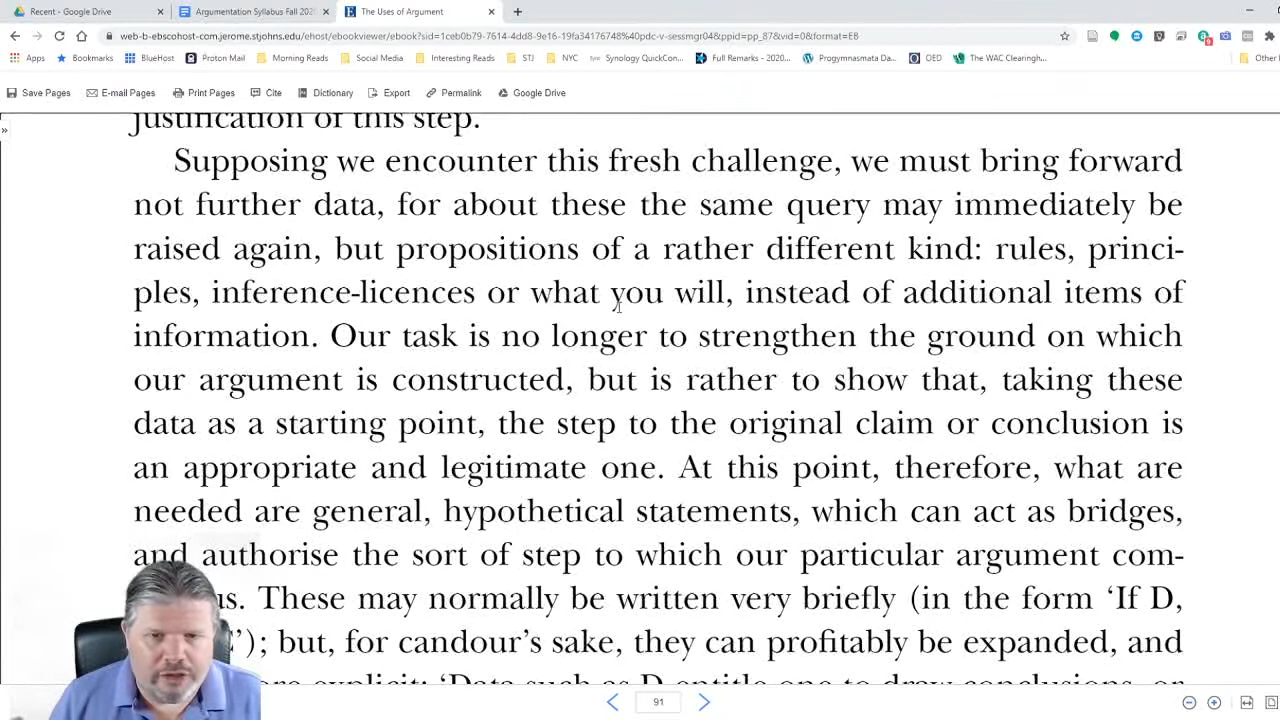 Recent - Google Drive
Argumentation Syllabus Fall 202
The Uses of Argument
web-b-ebscohost-com.jerome.stjohns.edu/ehost/ebookviewer/ebook?sid=1ceb0b79-7614-4dd8-9e16-19fa34176748%40pdc-v-sessmgr04&ppid=pp_87&vid=0&format=EB
Apps
Bookmarks
BlueHost
Proton Mail
Morning Reads
Social Media
Interesting Reads
STJ
NYC
Synology QuickCon...
Full Remarks - 2020...
Progymnasmata Da...
OED
The WAC Clearingh...
Other
Save Pages
E-mail Pages
Print Pages
Cite
Dictionary
Export
Permalink
Google Drive
justification of this step.
Supposing we encounter this fresh challenge, we must bring forward
not further data, for about these the same query may immediately be
raised again, but propositions of a rather different kind: rules, princi-
ples, inference-licences or what you will, instead of additional items of
information. Our task is no longer to strengthen the ground on which
our argument is constructed, but is rather to show that, taking these
data as a starting point, the step to the original claim or conclusion is
an appropriate and legitimate one. At this point, therefore, what are
needed are general, hypothetical statements, which can act as bridges,
and authorise the sort of step to which our particular argument com-
us. These may normally be written very briefly (in the form ‘If D,
’); but, for candour’s sake, they can profitably be expanded, and
explicit: ‘Data such as D entitle one to draw conclusions, or
91